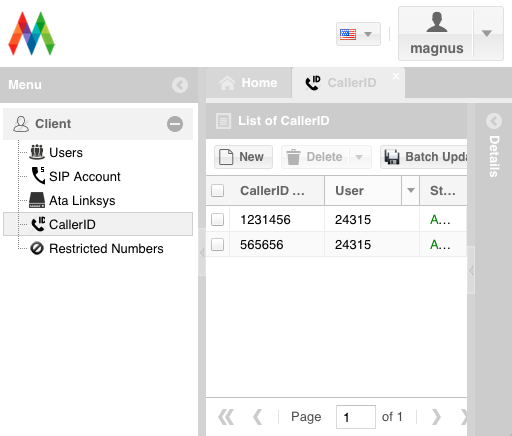 magnus
Menu
Home
CallerID
Client
Users
SIP Account
Ata Linksys
CallerID
Restricted Numbers
List of CallerID
New Delete Batch Upda
CallerID ... User St...
1231456 24315 A...
565656 24315 A...
Page 1 of 1
Details